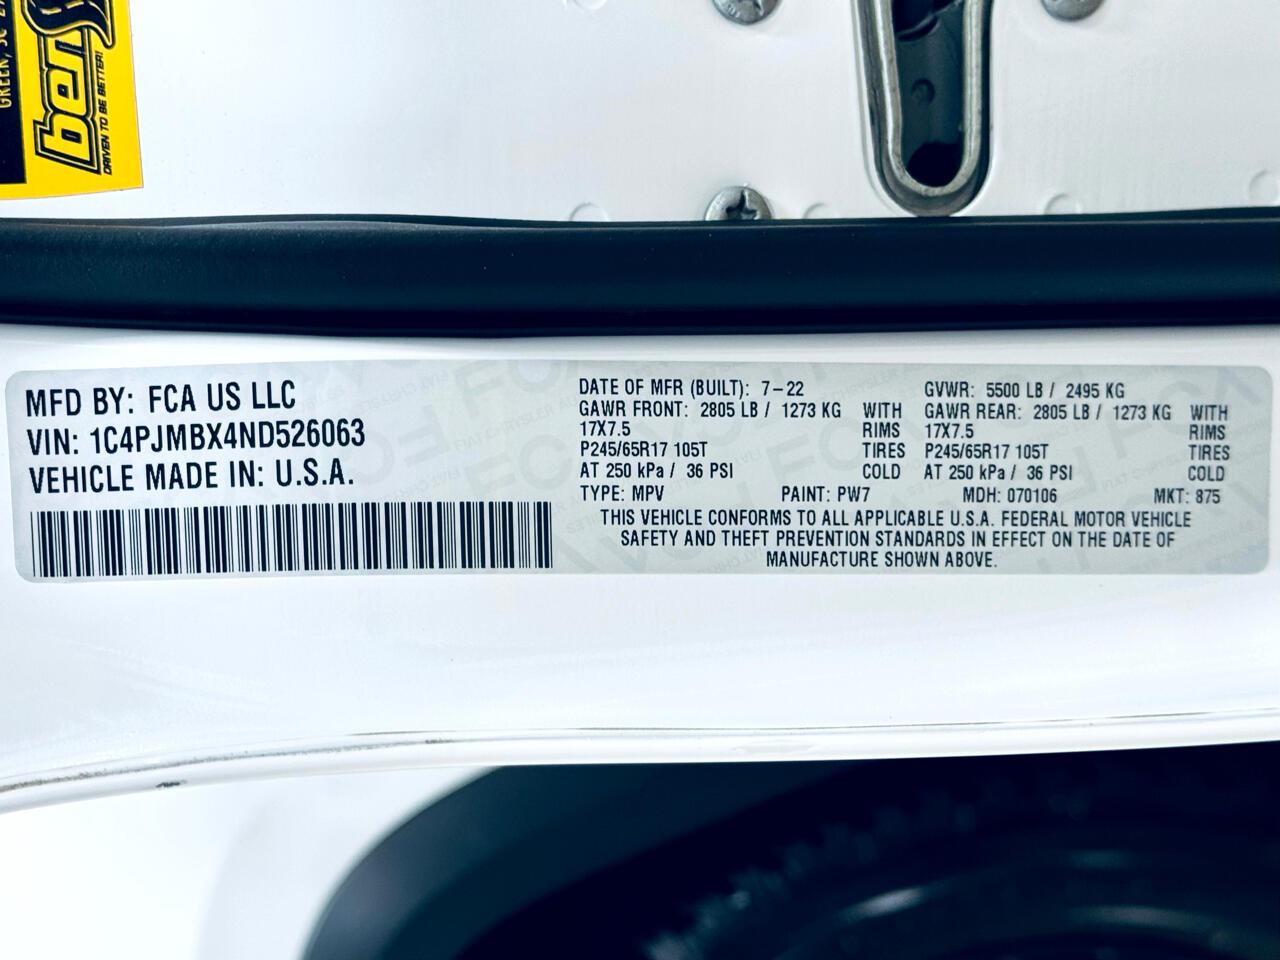 ben
DRIVEN TO BE BETTER!
MFD BY: FCA US LLC
VIN: 1C4PJMBX4ND526063
VEHICLE MADE IN: U.S.A.
DATE OF MFR (BUILT): 7-22
GVWR: 5500 LB / 2495 KG
GAWR FRONT: 2805 LB / 1273 KG WITH
17X7.5 RIMS
P245/65R17 105T TIRES
AT 250 kPa / 36 PSI COLD
GAWR REAR: 2805 LB / 1273 KG WITH
17X7.5 RIMS
P245/65R17 105T TIRES
AT 250 kPa / 36 PSI COLD
TYPE: MPV PAINT: PW7 MDH: 070106 MKT: 875
THIS VEHICLE CONFORMS TO ALL APPLICABLE U.S.A. FEDERAL MOTOR VEHICLE
SAFETY AND THEFT PREVENTION STANDARDS IN EFFECT ON THE DATE OF
MANUFACTURE SHOWN ABOVE.